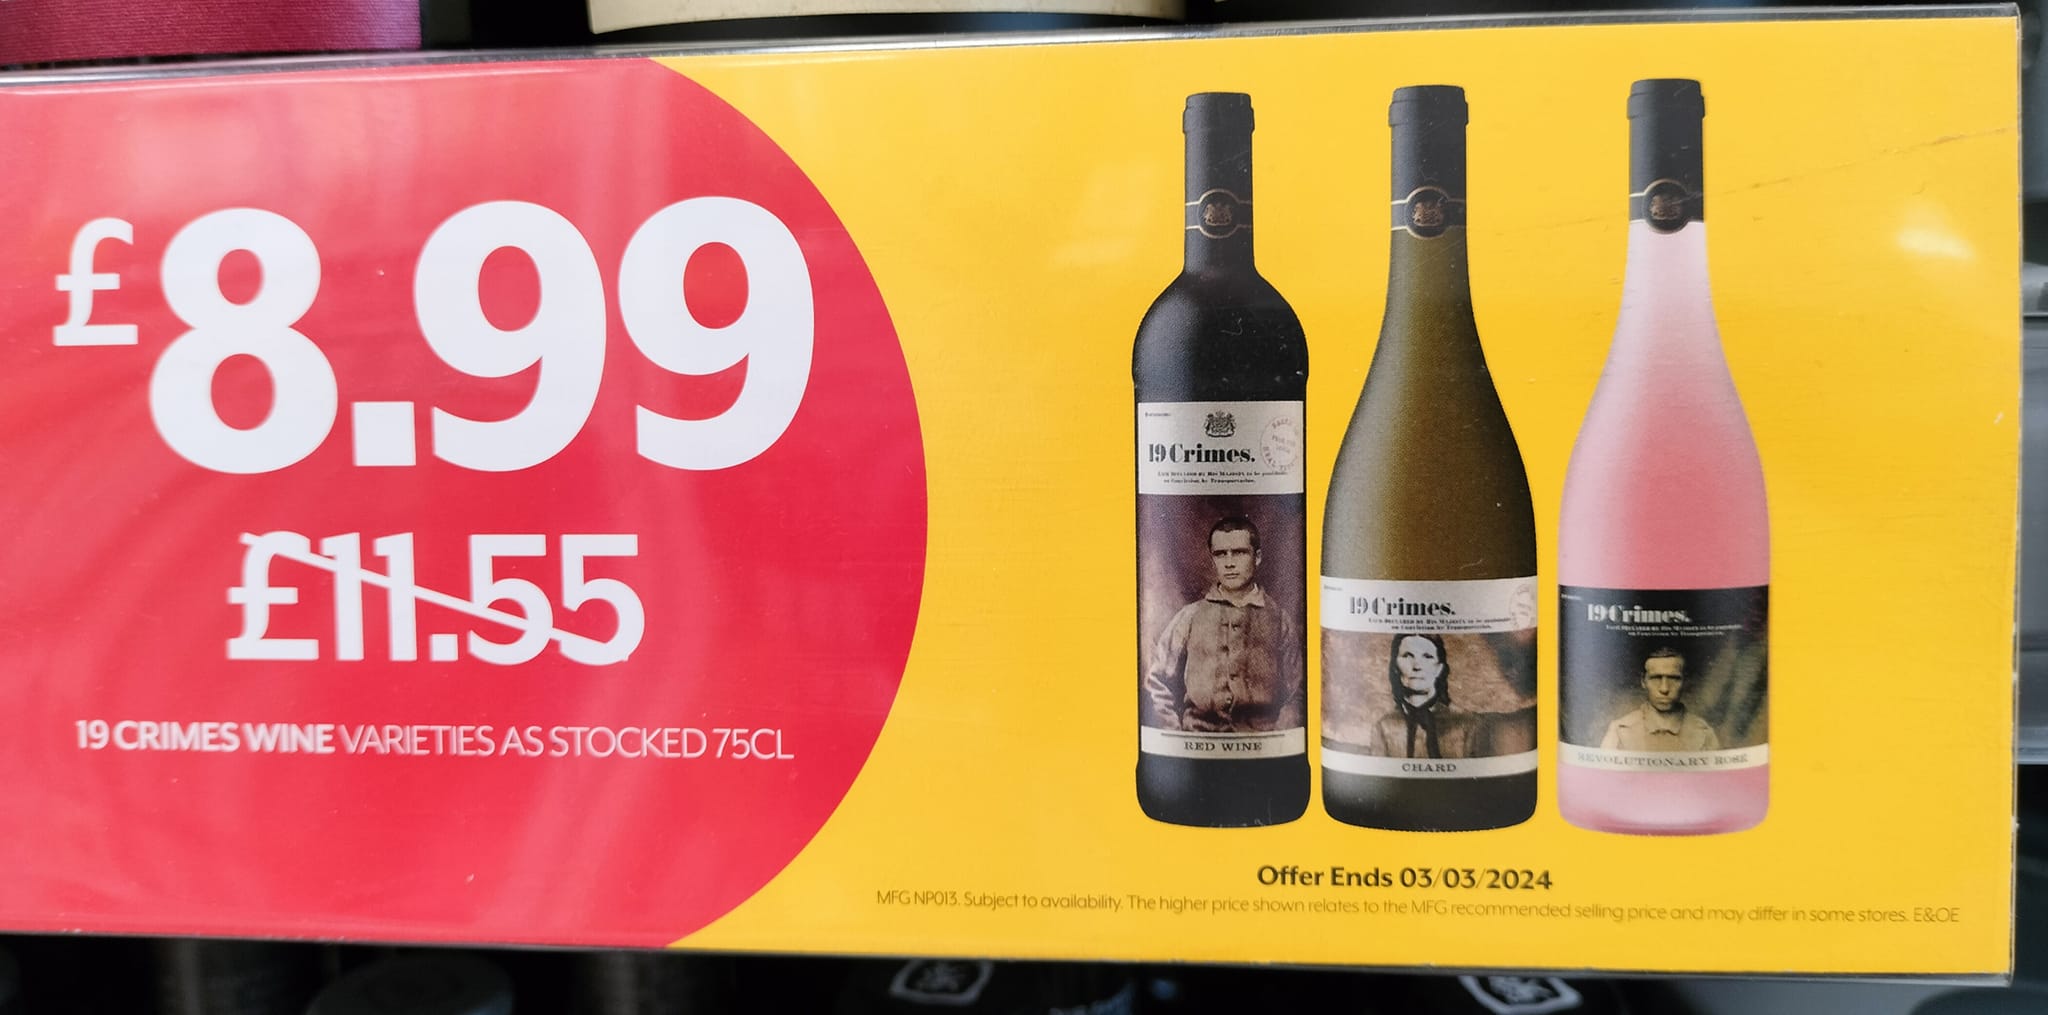 £8.99
£11.55
19 CRIMES WINE VARIETIES AS STOCKED 75CL
19 Crimes.
RED WINE
19 Crimes.
CHARD
19 Crimes.
REVOLUTIONARY ROSÉ
Offer Ends 03/03/2024
MFG NP013. Subject to availability. The higher price shown relates to the MFG recommended selling price and may differ in some stores. E&OE